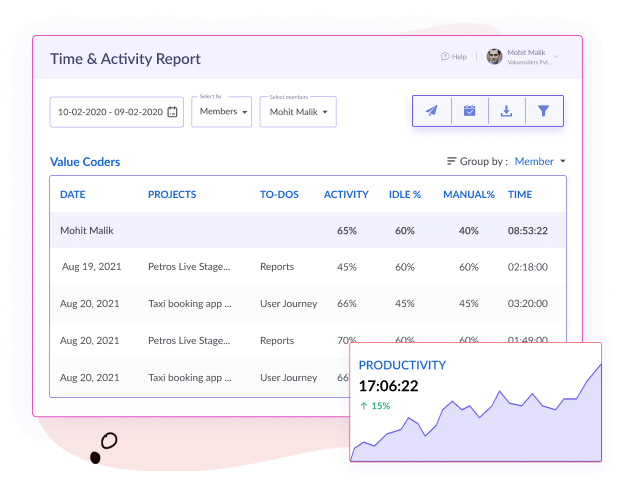 Time & Activity Report
Help
Mohit Malik
Valuecoders Pvt...
Select by
Select members
10-02-2020 - 09-02-2020
Members
Mohit Malik
Value Coders
Group by : Member
DATE PROJECTS TO-DOS ACTIVITY IDLE % MANUAL% TIME
Mohit Malik 65% 60% 40% 08:53:22
Aug 19, 2021 Petros Live Stage... Reports 45% 60% 60% 02:18:00
Aug 20, 2021 Taxi booking app ... User Journey 66% 45% 45% 03:20:00
Aug 20, 2021 Petros Live Stage... Reports 70% 60% 60% 01:49:00
Aug 20, 2021 Taxi booking app ... User Journey 66
PRODUCTIVITY
17:06:22
↑ 15%